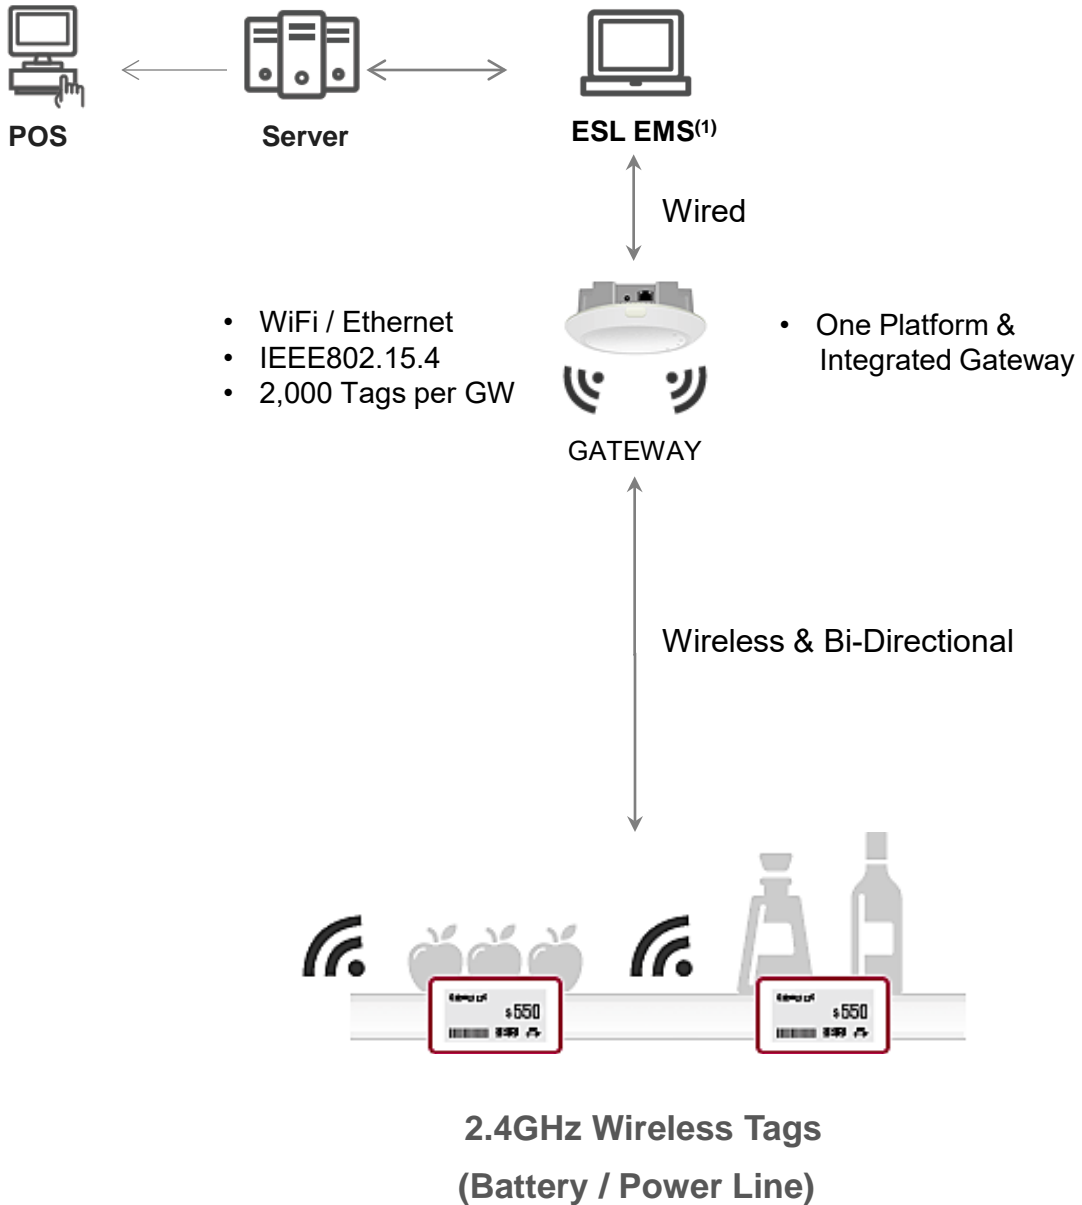 POS
Server
ESL EMS(1)
Wired
• WiFi / Ethernet
• IEEE802.15.4
• 2,000 Tags per GW
• One Platform &
Integrated Gateway
GATEWAY
Wireless & Bi-Directional
$550
$550
2.4GHz Wireless Tags
(Battery / Power Line)